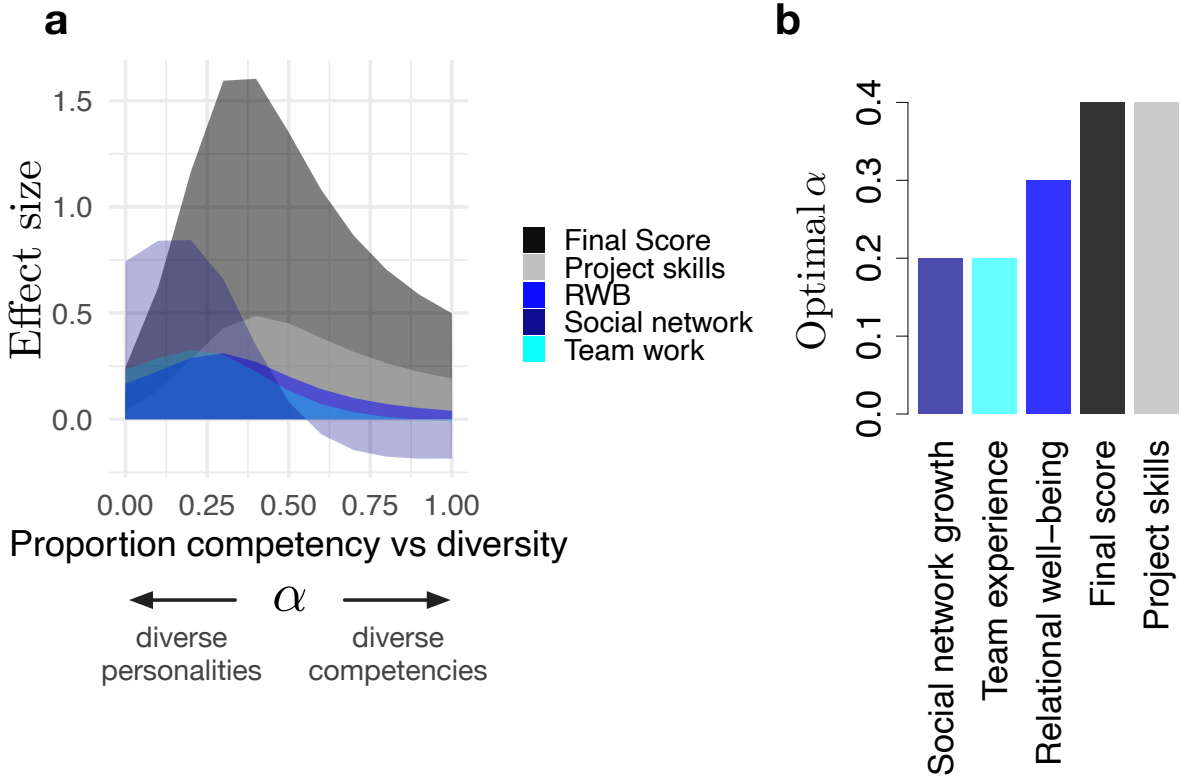 a
Effect size
1.5
1.0
0.5
0.0
0.00 0.25 0.50 0.75 1.00
Proportion competency vs diversity
α
diverse
personalities
diverse
competencies
Final Score
Project skills
RWB
Social network
Team work
b
Optimal α
0.4
0.3
0.2
0.1
0.0
Social network growth
Team experience
Relational well−being
Final score
Project skills